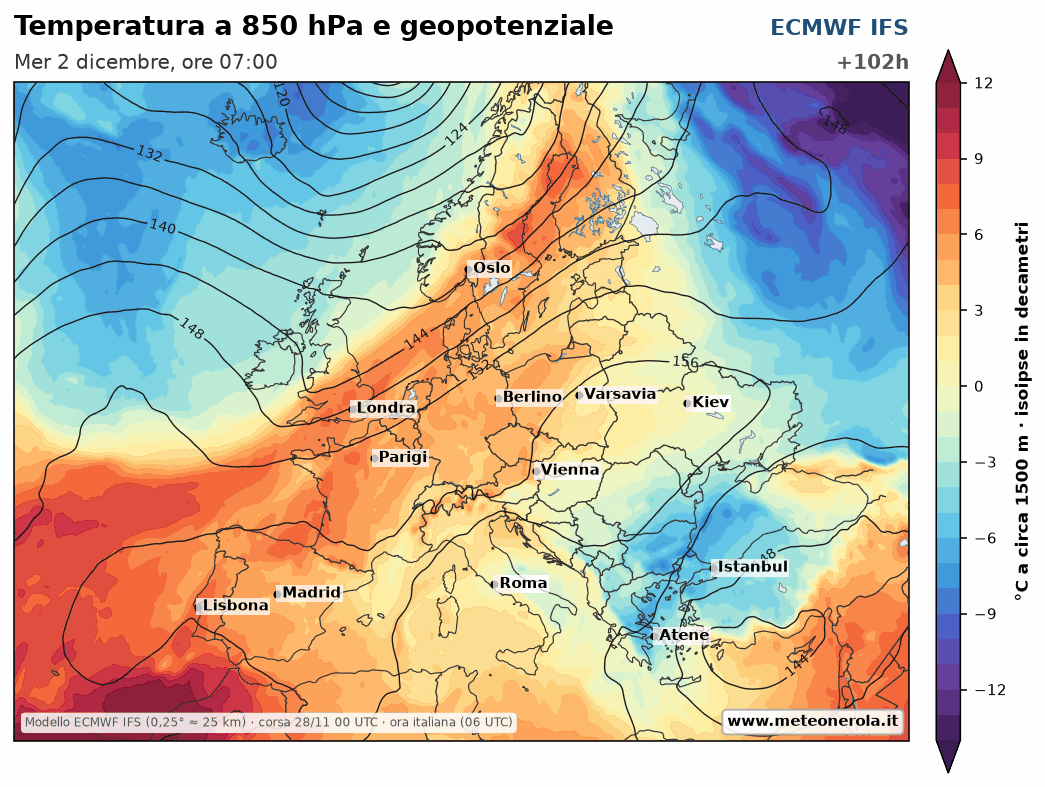 Temperatura a 850 hPa e geopotenziale
ECMWF IFS
Mer 2 dicembre, ore 07:00
+102h
120
124
132
140
148
148
144
152
156
48
144
Oslo
Londra
Berlino
Varsavia
Kiev
Parigi
Vienna
Istanbul
Roma
Madrid
Lisbona
Atene
12
9
6
3
0
−3
−6
−9
−12
°C a circa 1500 m · isoipse in decametri
Modello ECMWF IFS (0,25° ≈ 25 km) · corsa 28/11 00 UTC · ora italiana (06 UTC)
www.meteonerola.it